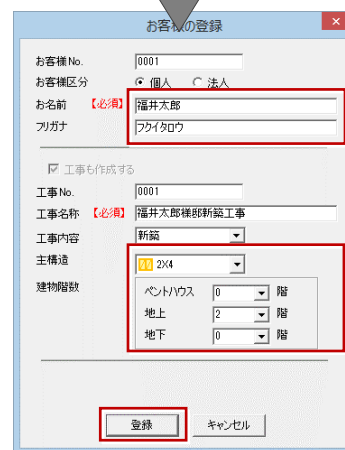 お客様の登録
お客様No. 0001
お客様区分 個人 法人
お名前 【必須】 福井太郎
フリガナ フクイタロウ
工事も作成する
工事No. 0001
工事名称 【必須】 福井太郎様邸新築工事
工事内容 新築
主構造 2X4
建物階数
ペントハウス 0 階
地上 2 階
地下 0 階
登録 キャンセル